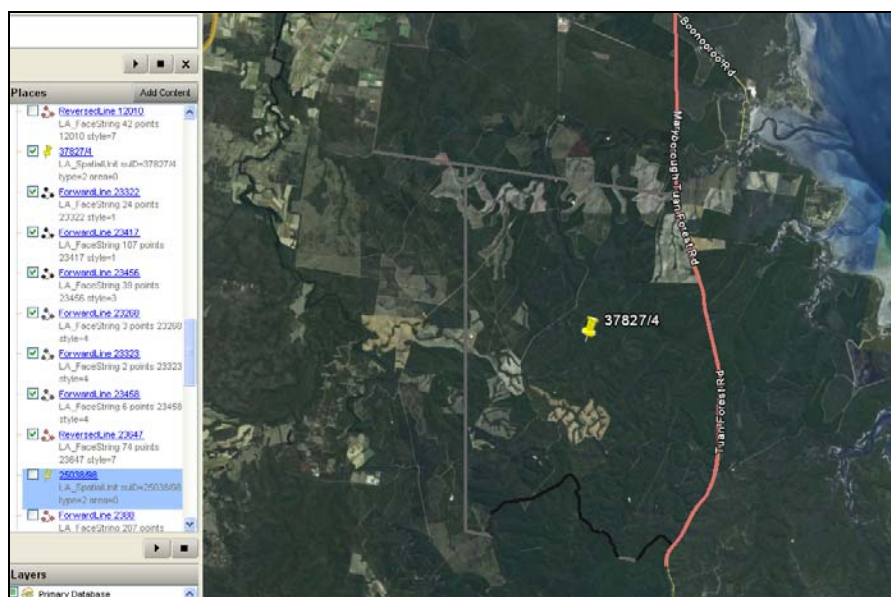 Places
Add Content
ReversedLine 12010
LA_FaceString 42 points
12010 style=7
37827/4
LA_SpatialUnit suID=37827/4
type=2 area=0
ForwardLine 23322
LA_FaceString 24 points
23322 style=1
ForwardLine 23417
LA_FaceString 107 points
23417 style=1
ForwardLine 23456
LA_FaceString 39 points
23456 style=3
ForwardLine 23260
LA_FaceString 3 points 23260
style=4
ForwardLine 23323
LA_FaceString 2 points 23323
style=4
ForwardLine 23458
LA_FaceString 6 points 23458
style=4
ReversedLine 23647
LA_FaceString 74 points
23647 style=7
25038/98
LA_SpatialUnit suID=25038/98
type=2 area=0
ForwardLine 2388
LA_FaceString 207 points
Layers
Primary Database
Boonooroo Rd
Maryborough Tuan Forest Rd
37827/4
Tuan Forest Rd